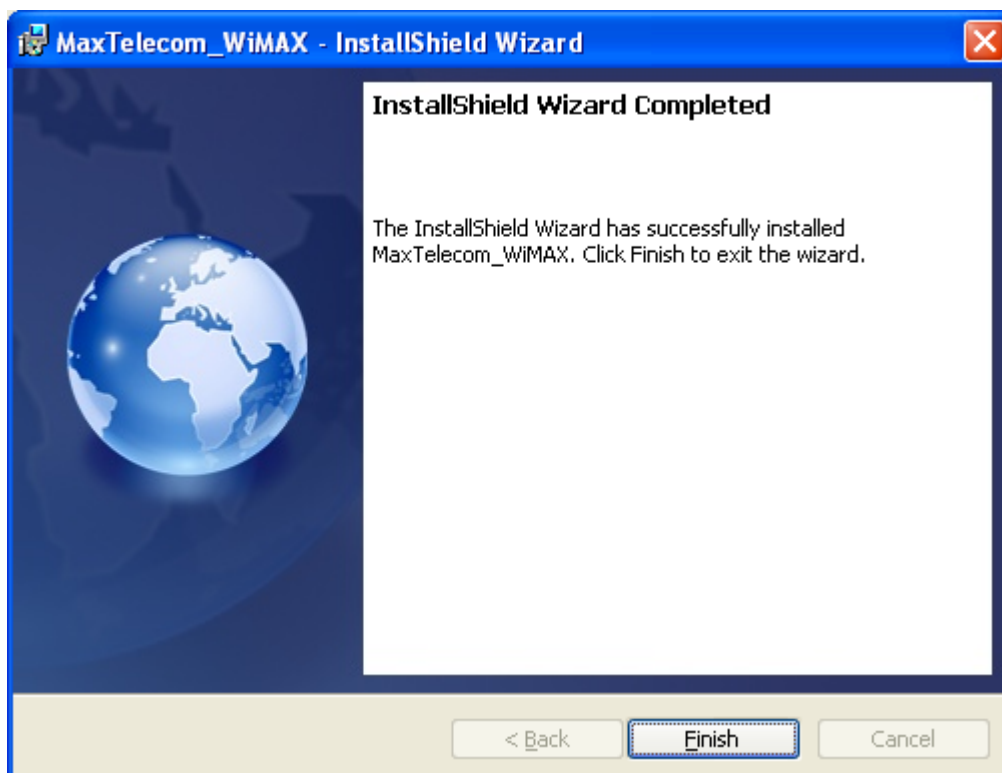 MaxTelecom_WiMAX - InstallShield Wizard
InstallShield Wizard Completed
The InstallShield Wizard has successfully installed
MaxTelecom_WiMAX. Click Finish to exit the wizard.
< Back
Finish
Cancel